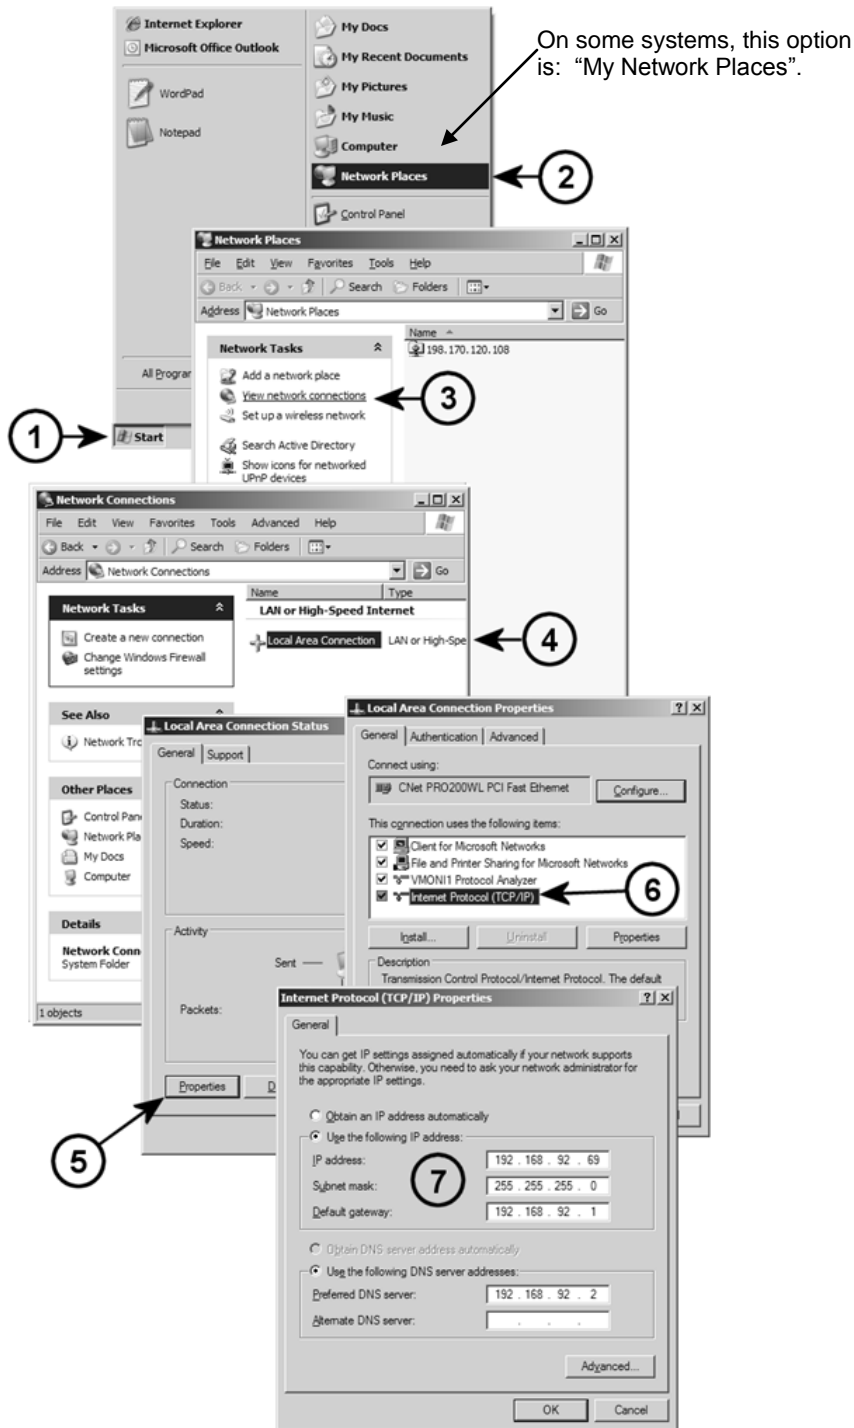 Internet Explorer
Microsoft Office Outlook
WordPad
Notepad
My Docs
My Recent Documents
My Pictures
My Music
Computer
Network Places
Control Panel
On some systems, this option
is: “My Network Places”.
2
All Progra
1
Start
Network Places
File Edit View Favorites Tools Help
Back Search Folders
Address Network Places Go
Network Tasks
Add a network place
View network connections
Set up a wireless network
Search Active Directory
Show icons for networked
UPnP devices
Name
198.170.120.108
3
Network Connections
File Edit View Favorites Tools Advanced Help
Back Search Folders
Address Network Connections Go
Network Tasks
Create a new connection
Change Windows Firewall
settings
See Also
Network Tro
Other Places
Control Pane
Network Pla
My Docs
Computer
Details
Network Conn
System Folder
1 objects
Name Type
LAN or High-Speed Internet
Local Area Connection LAN or High-Spe
4
Local Area Connection Status
General Support
Connection
Status:
Duration:
Speed:
Activity
Sent
Packets:
Properties D
5
Local Area Connection Properties
General Authentication Advanced
Connect using:
CNet PRO200WL PCI Fast Ethernet Configure...
This connection uses the following items:
Client for Microsoft Networks
File and Printer Sharing for Microsoft Networks
VMONI1 Protocol Analyzer
Internet Protocol (TCP/IP)
6
Install... Uninstall Properties
Description
Transmission Control Protocol/Internet Protocol. The default
Internet Protocol (TCP/IP) Properties
General
You can get IP settings assigned automatically if your network supports
this capability. Otherwise, you need to ask your network administrator for
the appropriate IP settings.
Obtain an IP address automatically
Use the following IP address:
IP address: 192 . 168 . 92 . 69
Subnet mask: 255 . 255 . 255 . 0
Default gateway: 192 . 168 . 92 . 1
7
Obtain DNS server address automatically
Use the following DNS server addresses:
Preferred DNS server: 192 . 168 . 92 . 2
Alternate DNS server: . . .
Advanced...
OK Cancel